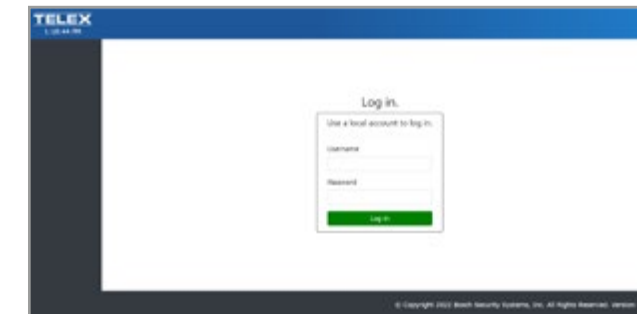 TELEX
Log in.
Use a local account to log in.
Username
Password
Log in
© Copyright 2022 Bosch Security Systems, Inc. All Rights Reserved. Version